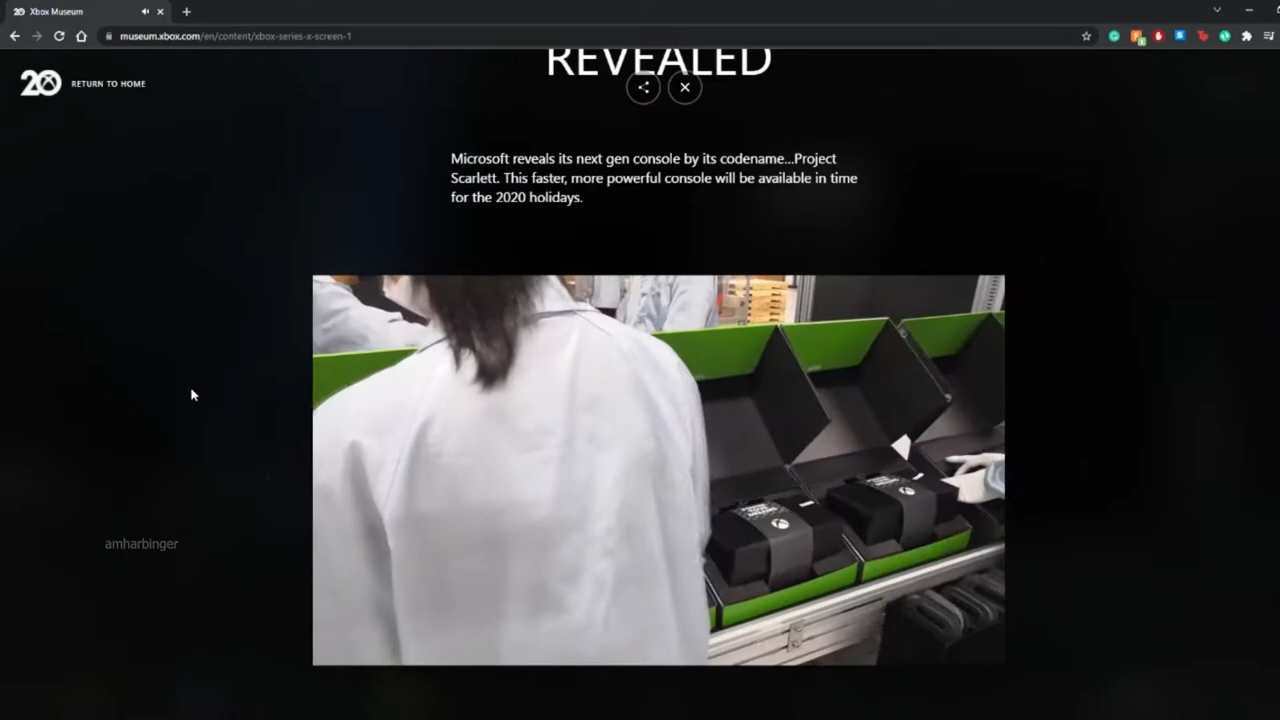 20 Xbox Museum
museum.xbox.com/en/content/xbox-series-x-screen-1
REVEALED
20 RETURN TO HOME
Microsoft reveals its next gen console by its codename...Project
Scarlett. This faster, more powerful console will be available in time
for the 2020 holidays.
amharbinger